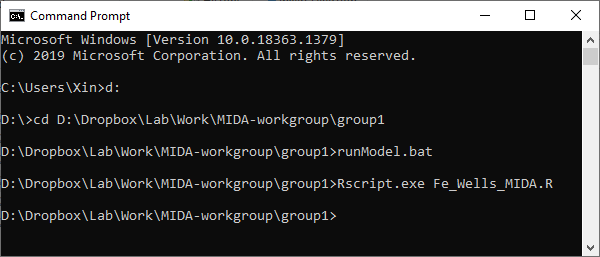 Command Prompt
Microsoft Windows [Version 10.0.18363.1379]
(c) 2019 Microsoft Corporation. All rights reserved.
C:\Users\Xin>d:
D:\>cd D:\Dropbox\Lab\Work\MIDA-workgroup\group1
D:\Dropbox\Lab\Work\MIDA-workgroup\group1>runModel.bat
D:\Dropbox\Lab\Work\MIDA-workgroup\group1>Rscript.exe Fe_Wells_MIDA.R
D:\Dropbox\Lab\Work\MIDA-workgroup\group1>